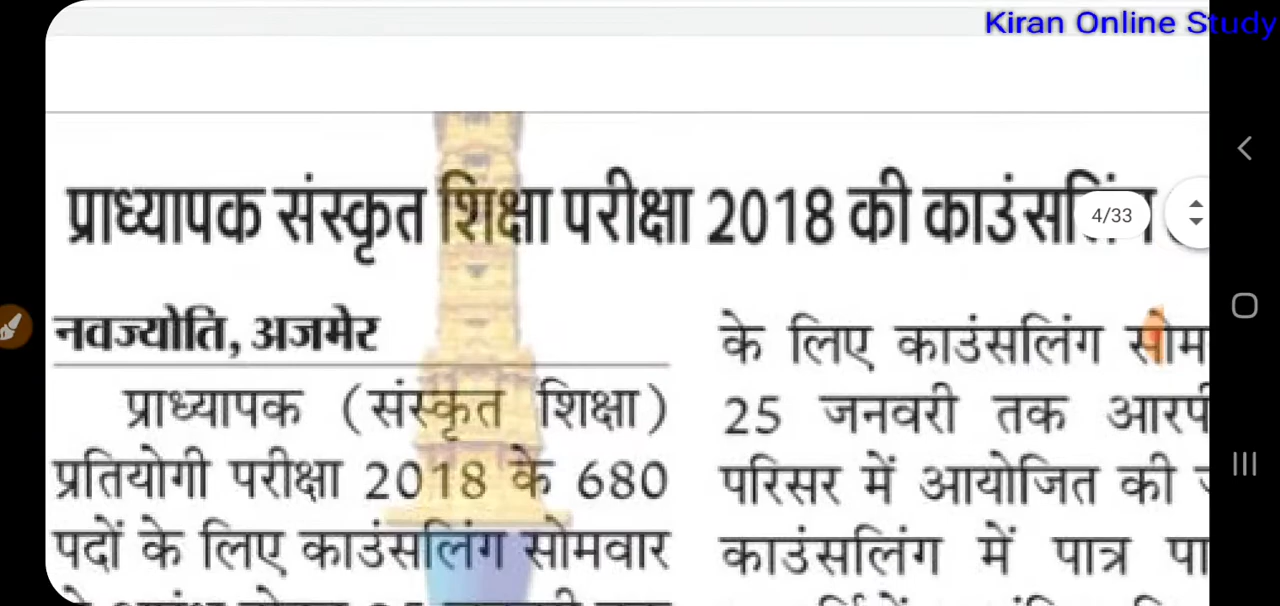 Kiran Online Study
प्राध्यापक संस्कृत शिक्षा परीक्षा 2018 की
4/33
नवज्योति, अजमेर
प्राध्यापक (संस्कृत शिक्षा)
प्रतियोगी परीक्षा 2018 के 680
पदों के लिए काउंसलिंग सोमवार
के लिए काउंसलिंग
25 जनवरी तक
परिसर में आयोजित की
काउंसलिंग में पात्र